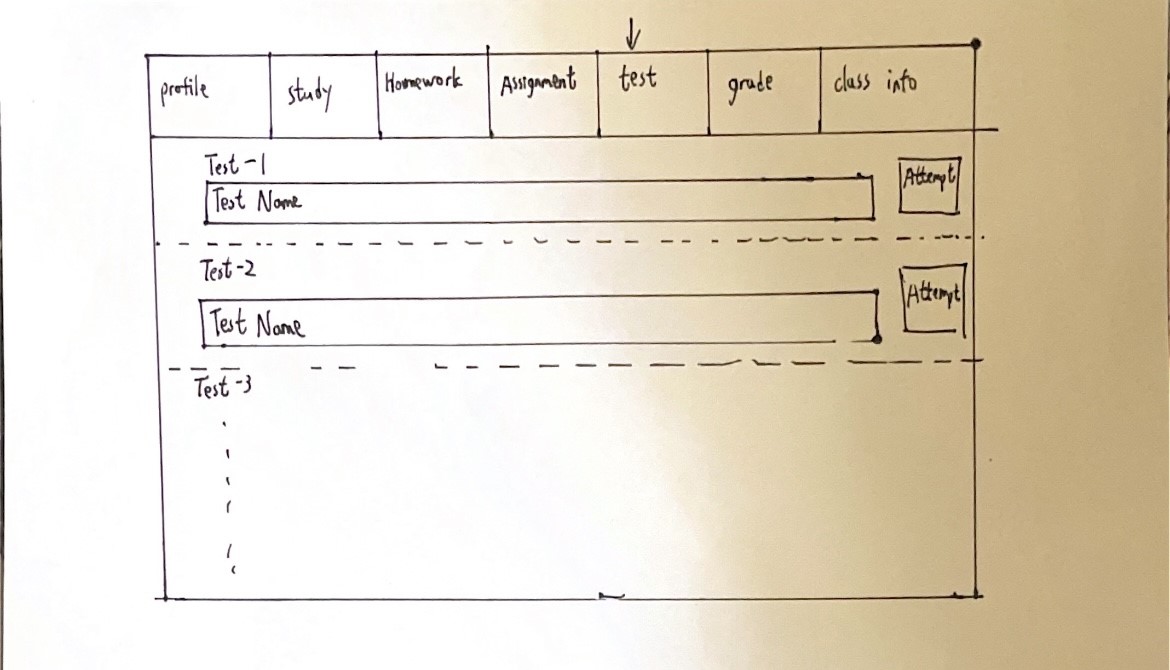 profile study Homework Assignment test grade class info
Test-1
Test Name Attempt
Test-2
Test Name Attempt
Test-3